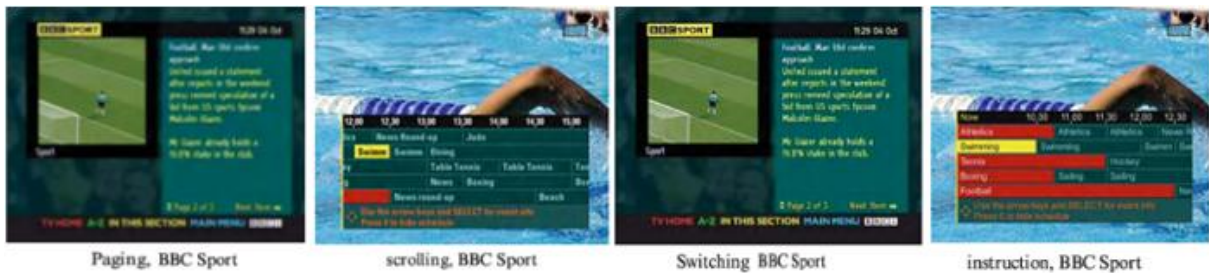 BBC SPORT 11:29 04 Oct
Football: Man Utd confirm
approach
United issued a statement
after reports in the weekend
press renewed speculation of a
bid from US sports tycoon
Malcolm Glazer.
Mr Glazer already holds a
19.8% stake in the club.
Sport
Page 2 of 3 Next Item
TV HOME A-Z IN THIS SECTION MAIN MENU BBCi
Paging, BBC Sport
12,00 12,30 13,00 13,30 14,00 14,30 15,00
News Round-up Judo
Swimm Swimm Diving
Table Tennis Table Tennis
News Boxing
News round-up Beach
Use the arrow keys and SELECT for event info
Press 0 to hide schedule
scrolling, BBC Sport
BBC SPORT 11:29 04 Oct
Football: Man Utd confirm
approach
United issued a statement
after reports in the weekend
press renewed speculation of a
bid from US sports tycoon
Malcolm Glazer.
Mr Glazer already holds a
19.8% stake in the club.
Sport
Page 2 of 3 Next Item
TV HOME A-Z IN THIS SECTION MAIN MENU BBCi
Switching BBC Sport
Now 10,30 11,00 11,30 12,00 12,30
Athletics Athletics Athletics News
Swimming Swimming Swimm
Tennis Hockey
Boxing Sailing Sailing
Football
Use the arrow keys and SELECT for event info
Press 0 to hide schedule
instruction, BBC Sport